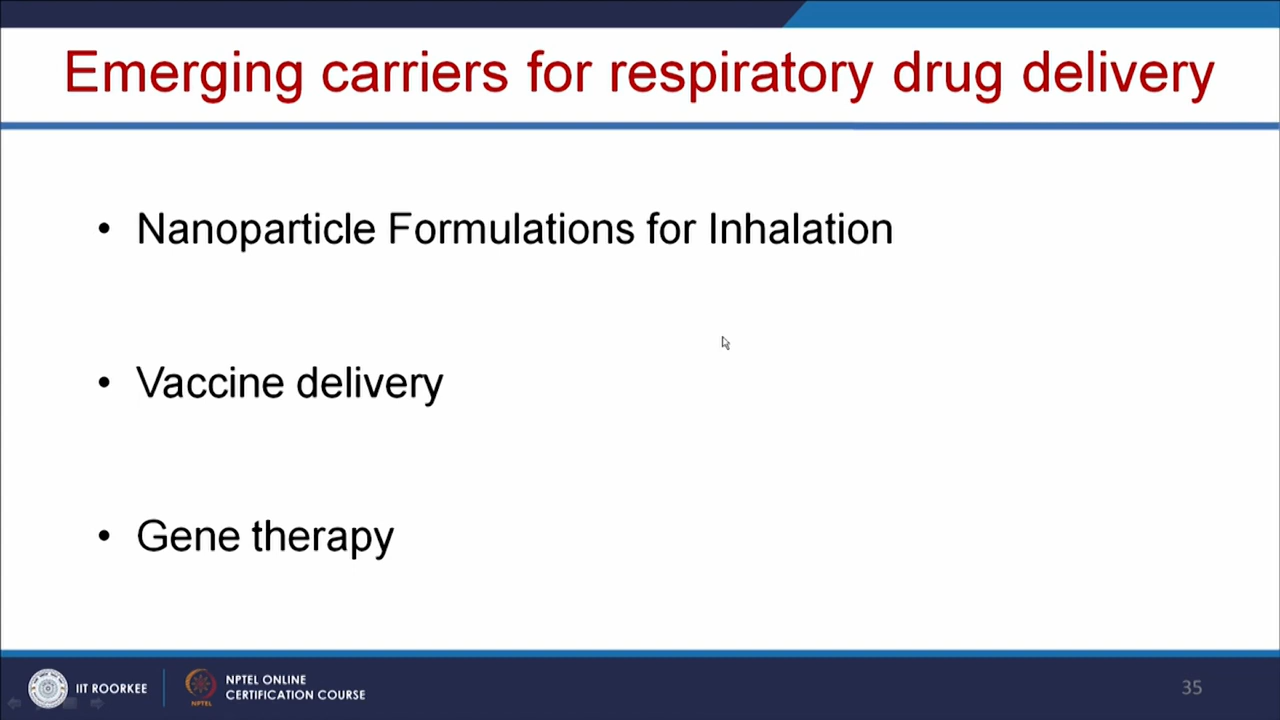 Emerging carriers for respiratory drug delivery
• Nanoparticle Formulations for Inhalation
• Vaccine delivery
• Gene therapy
IIT ROORKEE
NPTEL
NPTEL ONLINE
CERTIFICATION COURSE
35